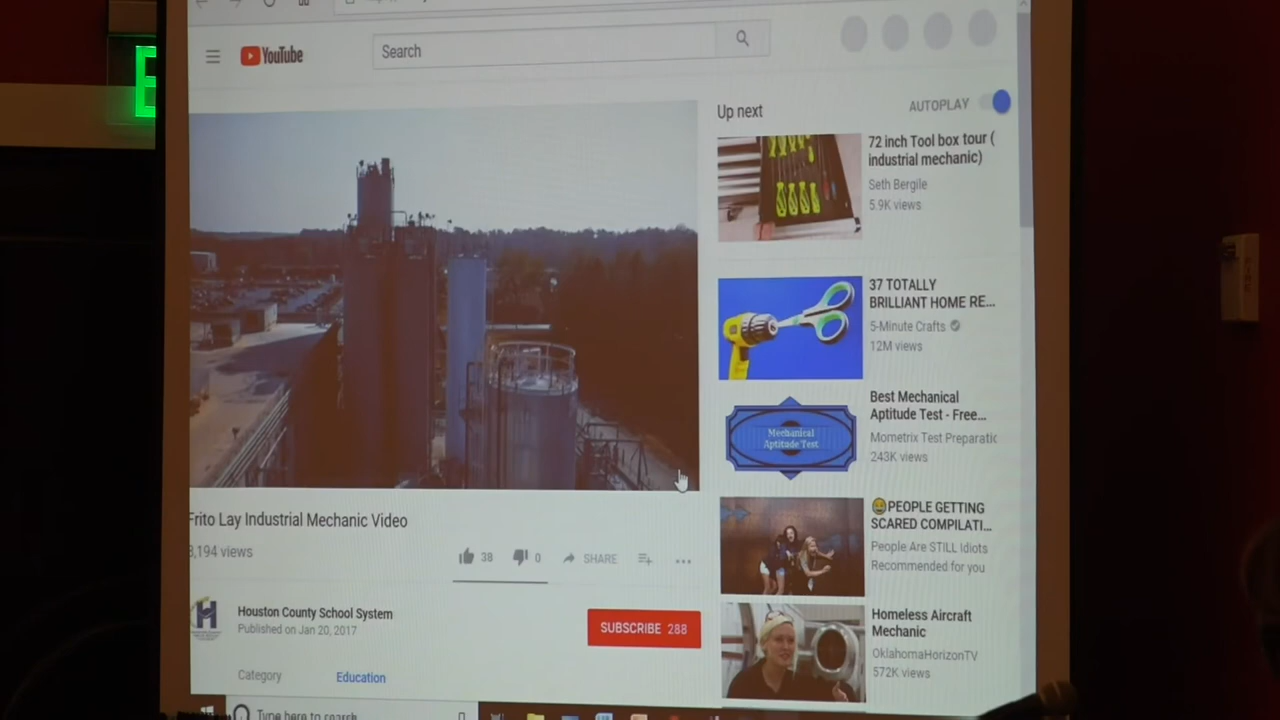 YouTube
Search
Up next
AUTOPLAY
72 inch Tool box tour (
industrial mechanic)
Seth Bergile
5.9K views
37 TOTALLY
BRILLIANT HOME RE...
5-Minute Crafts
12M views
Best Mechanical
Aptitude Test - Free...
Mometrix Test Preparatic
243K views
Mechanical
Aptitude Test
😂PEOPLE GETTING
SCARED COMPILATI...
People Are STILL Idiots
Recommended for you
Homeless Aircraft
Mechanic
OklahomaHorizonTV
572K views
Frito Lay Industrial Mechanic Video
3,194 views
38
0
SHARE
Houston County School System
Published on Jan 20, 2017
SUBSCRIBE 288
Category
Education
Type here to search
E